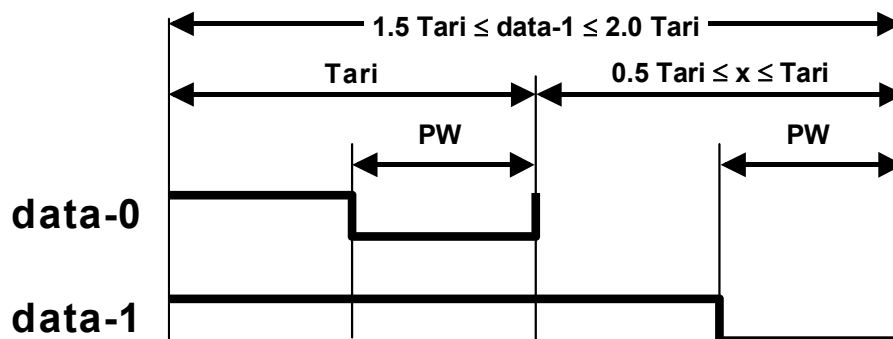 1.5 Tari ≤ data-1 ≤ 2.0 Tari
Tari
0.5 Tari ≤ x ≤ Tari
PW
PW
data-0
data-1